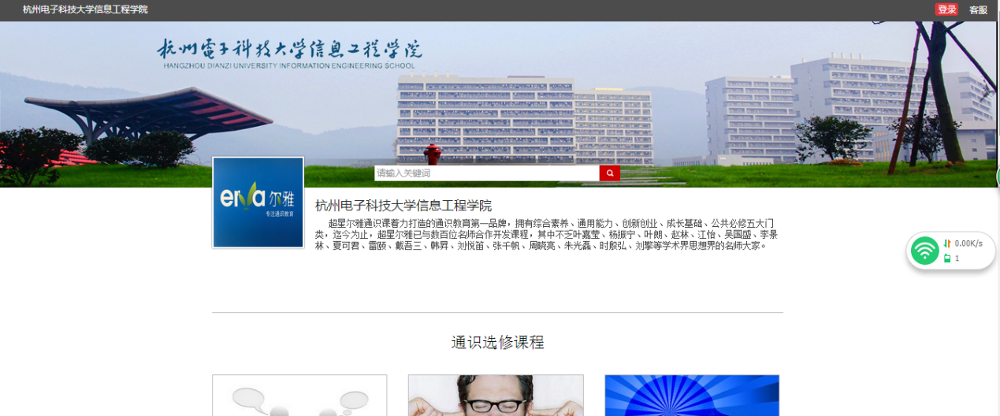 杭州电子科技大学信息工程学院
登录
客服
杭州電子科技大学信息工程学院
HANGZHOU DIANZI UNIVERSITY INFORMATION ENGINEERING SCHOOL
请输入关键词
erya尔雅
专注通识教育
杭州电子科技大学信息工程学院
超星尔雅通识课着力打造的通识教育第一品牌，拥有综合素养、通用能力、创新创业、成长基础、公共必修五大门
类，迄今为止，超星尔雅已与数百位名师合作开发课程，其中不乏叶嘉莹、杨振宁、叶朗、赵林、江怡、吴国盛、李景
林、夏可君、雷颐、戴吾三、韩昇、刘悦笛、张千帆、周晓亮、朱光磊、时殷弘、刘擎等学术界思想界的名师大家。
0.00K/s
1
通识选修课程